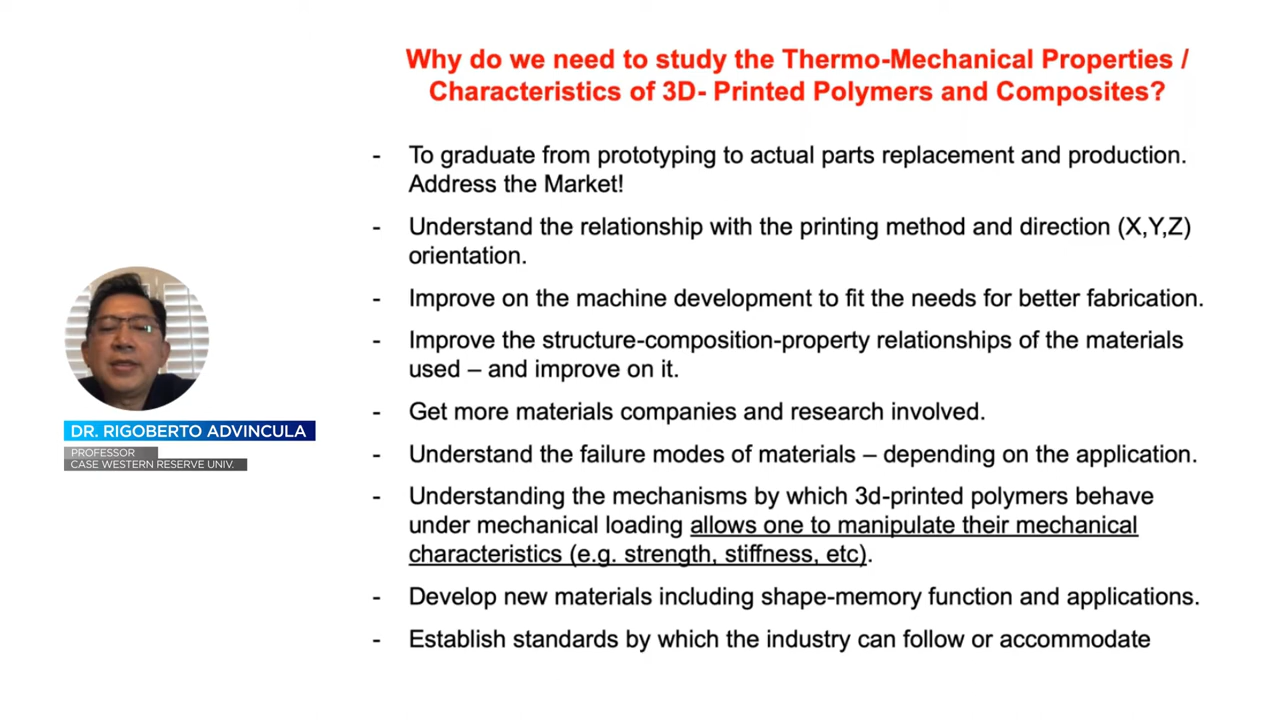 Why do we need to study the Thermo-Mechanical Properties /
Characteristics of 3D- Printed Polymers and Composites?
- To graduate from prototyping to actual parts replacement and production.
Address the Market!
- Understand the relationship with the printing method and direction (X,Y,Z)
orientation.
- Improve on the machine development to fit the needs for better fabrication.
- Improve the structure-composition-property relationships of the materials
used – and improve on it.
- Get more materials companies and research involved.
- Understand the failure modes of materials – depending on the application.
- Understanding the mechanisms by which 3d-printed polymers behave
under mechanical loading allows one to manipulate their mechanical
characteristics (e.g. strength, stiffness, etc).
- Develop new materials including shape-memory function and applications.
- Establish standards by which the industry can follow or accommodate
DR. RIGOBERTO ADVINCULA
PROFESSOR
CASE WESTERN RESERVE UNIV.